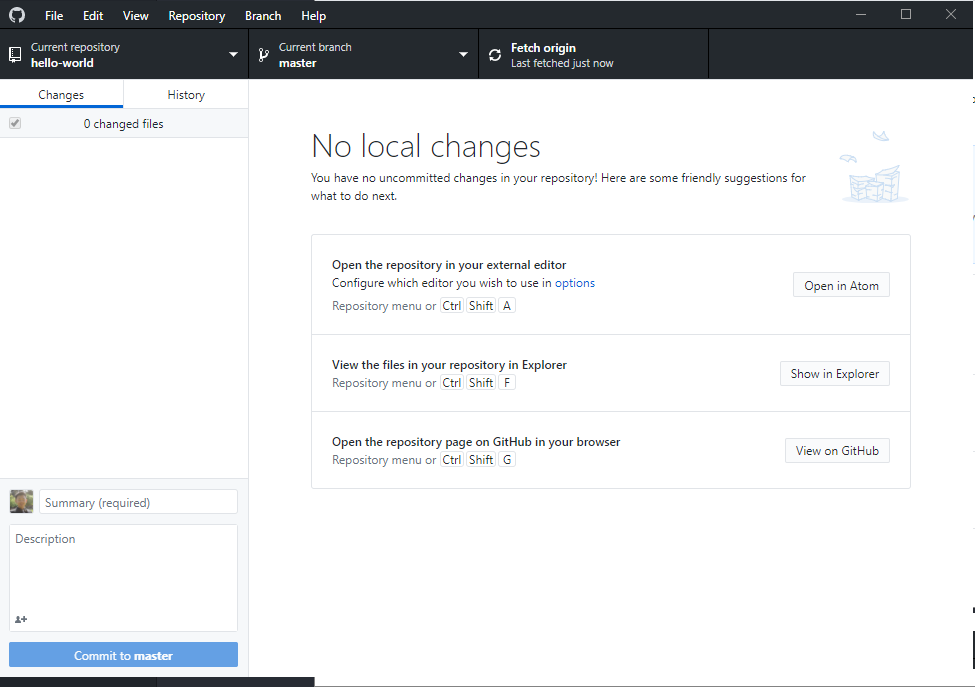 File Edit View Repository Branch Help
Current repository
hello-world
Current branch
master
Fetch origin
Last fetched just now
Changes History
0 changed files
No local changes
You have no uncommitted changes in your repository! Here are some friendly suggestions for
what to do next.
Open the repository in your external editor
Configure which editor you wish to use in options
Repository menu or Ctrl Shift A
Open in Atom
View the files in your repository in Explorer
Repository menu or Ctrl Shift F
Show in Explorer
Open the repository page on GitHub in your browser
Repository menu or Ctrl Shift G
View on GitHub
Summary (required)
Description
Commit to master